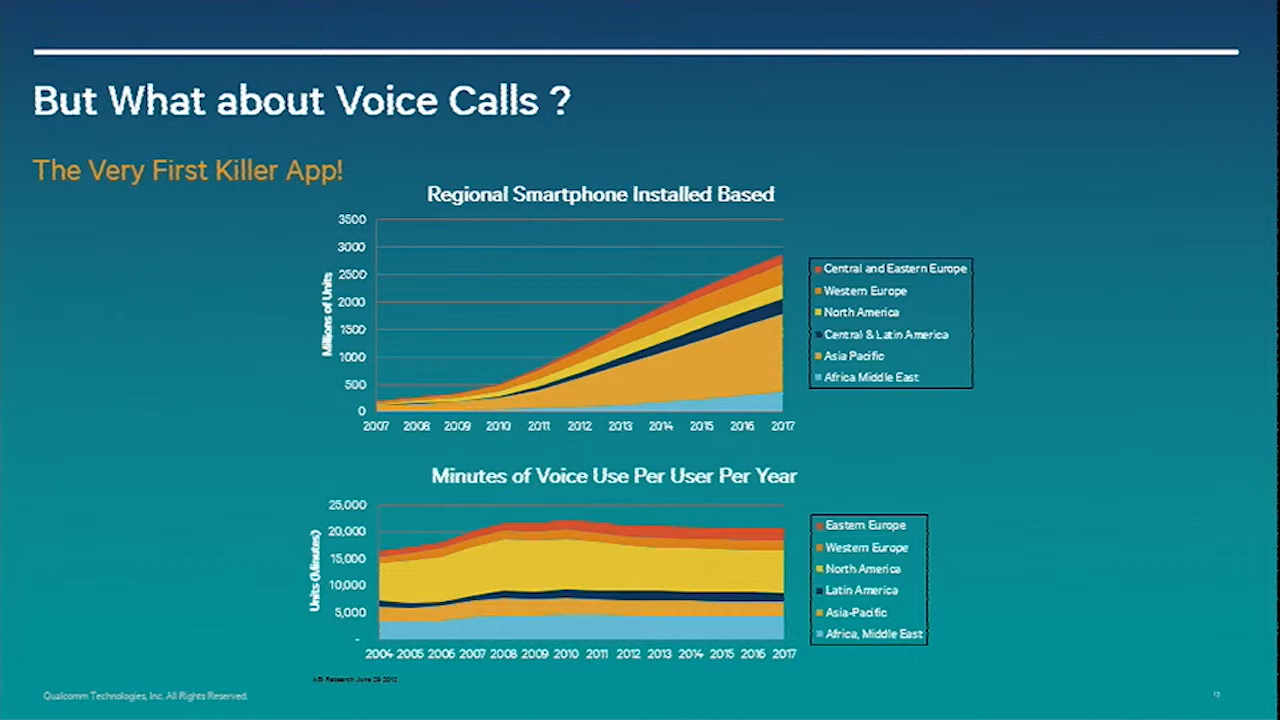 But What about Voice Calls ?
The Very First Killer App!
Regional Smartphone Installed Based
3500
3000
2500
2000
1500
1000
500
0
Millions of Units
2007 2008 2009 2010 2011 2012 2013 2014 2015 2016 2017
Central and Eastern Europe
Western Europe
North America
Central & Latin America
Asia Pacific
Africa Middle East
Minutes of Voice Use Per User Per Year
25,000
20,000
15,000
10,000
5,000
-
Units (Minutes)
2004 2005 2006 2007 2008 2009 2010 2011 2012 2013 2014 2015 2016 2017
Eastern Europe
Western Europe
North America
Latin America
Asia-Pacific
Africa, Middle East
ABI Research June 29 2012
Qualcomm Technologies, Inc. All Rights Reserved.
13